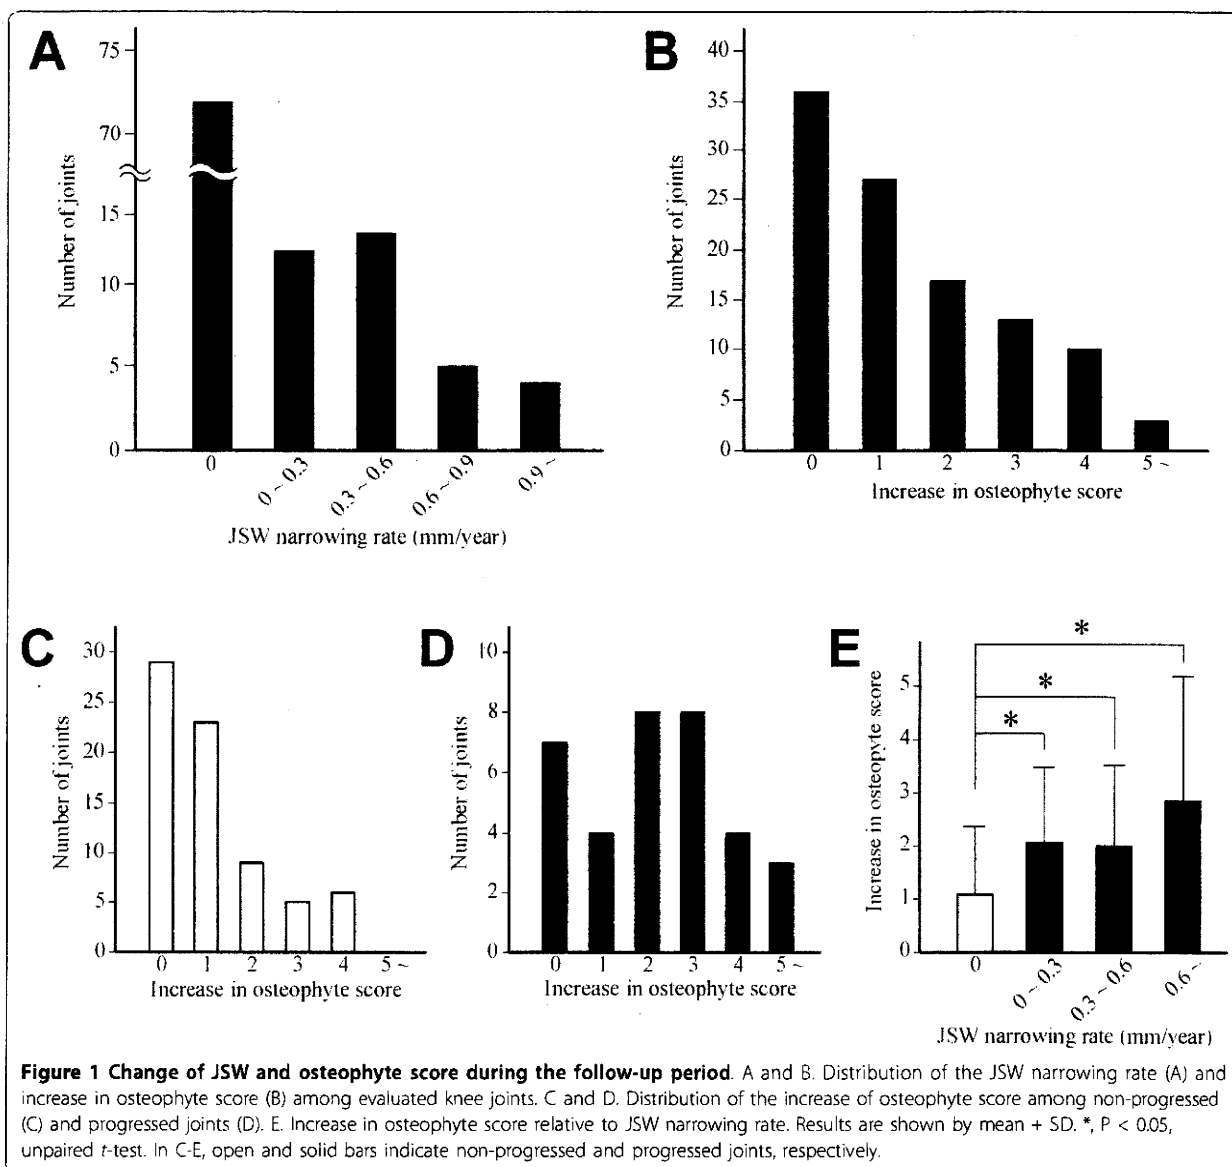 A
75
70
15
10
5
0
Number of joints
0
0 ~ 0.3
0.3 ~ 0.6
0.6 ~ 0.9
0.9 ~
JSW narrowing rate (mm/year)
B
40
35
30
25
20
15
10
5
0
Number of joints
0 1 2 3 4 5 ~
Increase in osteophyte score
C
30
25
20
15
10
5
0
Number of joints
0 1 2 3 4 5 ~
Increase in osteophyte score
D
10
8
6
4
2
0
Number of joints
0 1 2 3 4 5 ~
Increase in osteophyte score
E
5
4
3
2
1
0
Increase in osteopyte score
*
*
*
0
0 ~ 0.3
0.3 ~ 0.6
0.6 ~
JSW narrowing rate (mm/year)
Figure 1 Change of JSW and osteophyte score during the follow-up period. A and B. Distribution of the JSW narrowing rate (A) and
increase in osteophyte score (B) among evaluated knee joints. C and D. Distribution of the increase of osteophyte score among non-progressed
(C) and progressed joints (D). E. Increase in osteophyte score relative to JSW narrowing rate. Results are shown by mean + SD. *, P < 0.05,
unpaired t-test. In C-E, open and solid bars indicate non-progressed and progressed joints, respectively.